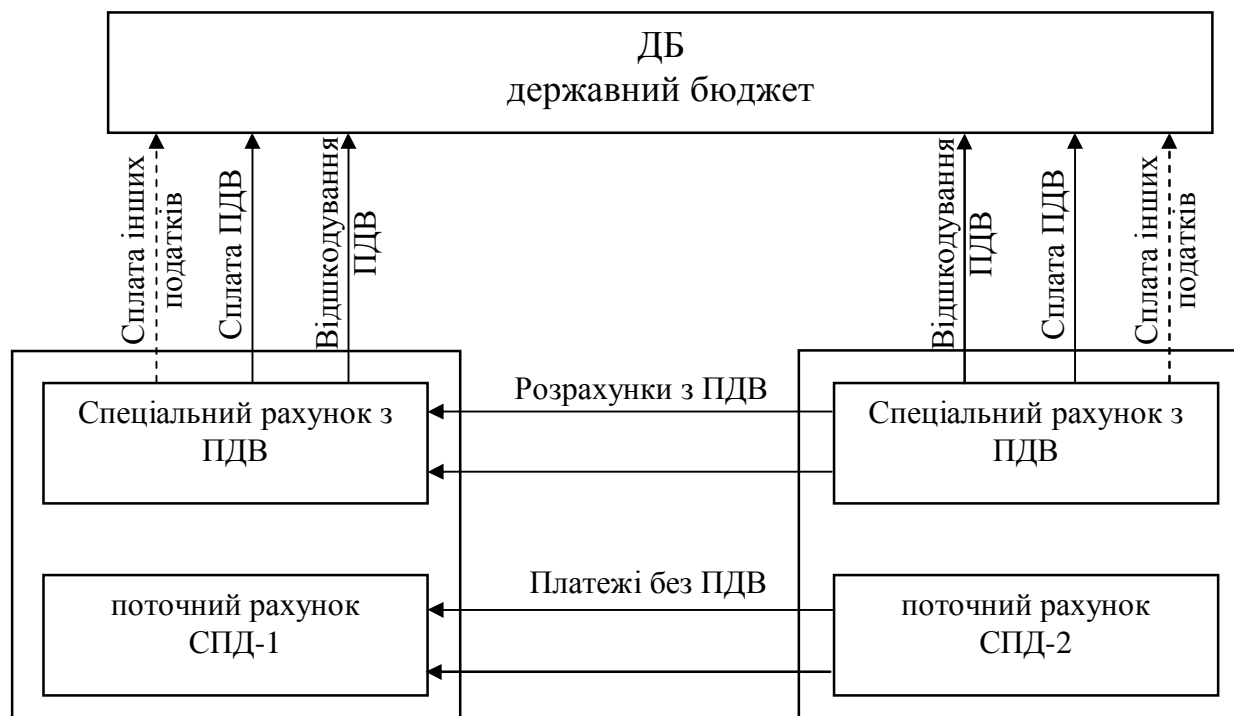 ДБ
державний бюджет
Сплата інших
податків
Сплата ПДВ
Відшкодування
ПДВ
Відшкодування
ПДВ
Сплата ПДВ
Сплата інших
податків
Спеціальний рахунок з
ПДВ
Розрахунки з ПДВ
Спеціальний рахунок з
ПДВ
поточний рахунок
СПД-1
Платежі без ПДВ
поточний рахунок
СПД-2